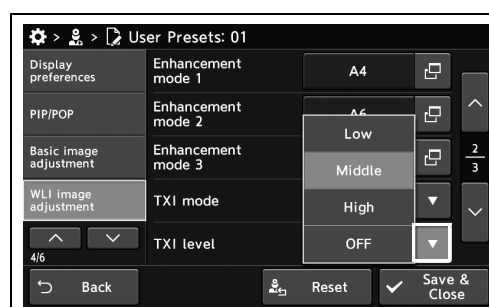 > > User Presets: 01
Display
preferences
PIP/POP
Basic image
adjustment
WLI image
adjustment
4/6
Enhancement
mode 1
A4
Enhancement
mode 2
A6
Enhancement
mode 3
TXI mode
TXI level
Low
Middle
High
OFF
2
3
Back
Reset
Save &
Close